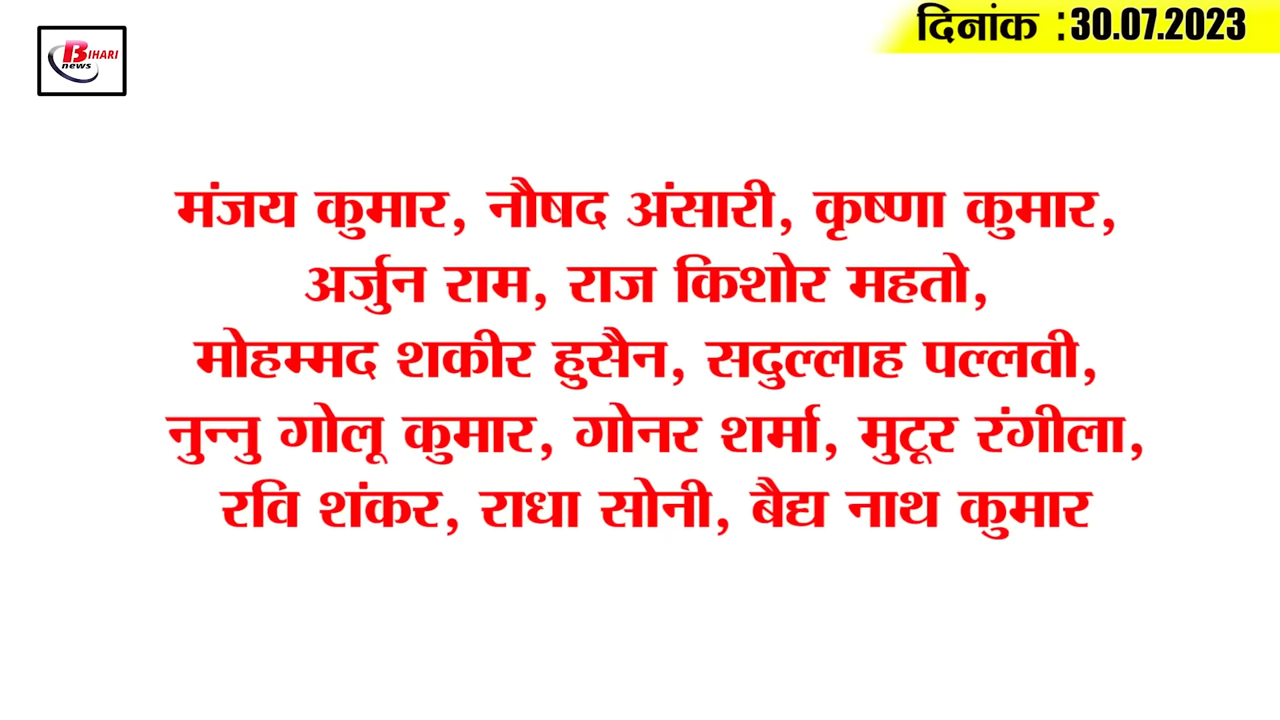 BIHARI
news
दिनांक :30.07.2023
मंजय कुमार, नौषद अंसारी, कृष्णा कुमार,
अर्जुन राम, राज किशोर महतो,
मोहम्मद शकीर हुसैन, सदुल्लाह पल्लवी,
नुन्नु गोलू कुमार, गोनर शर्मा, मुटूर रंगीला,
रवि शंकर, राधा सोनी, बैद्य नाथ कुमार